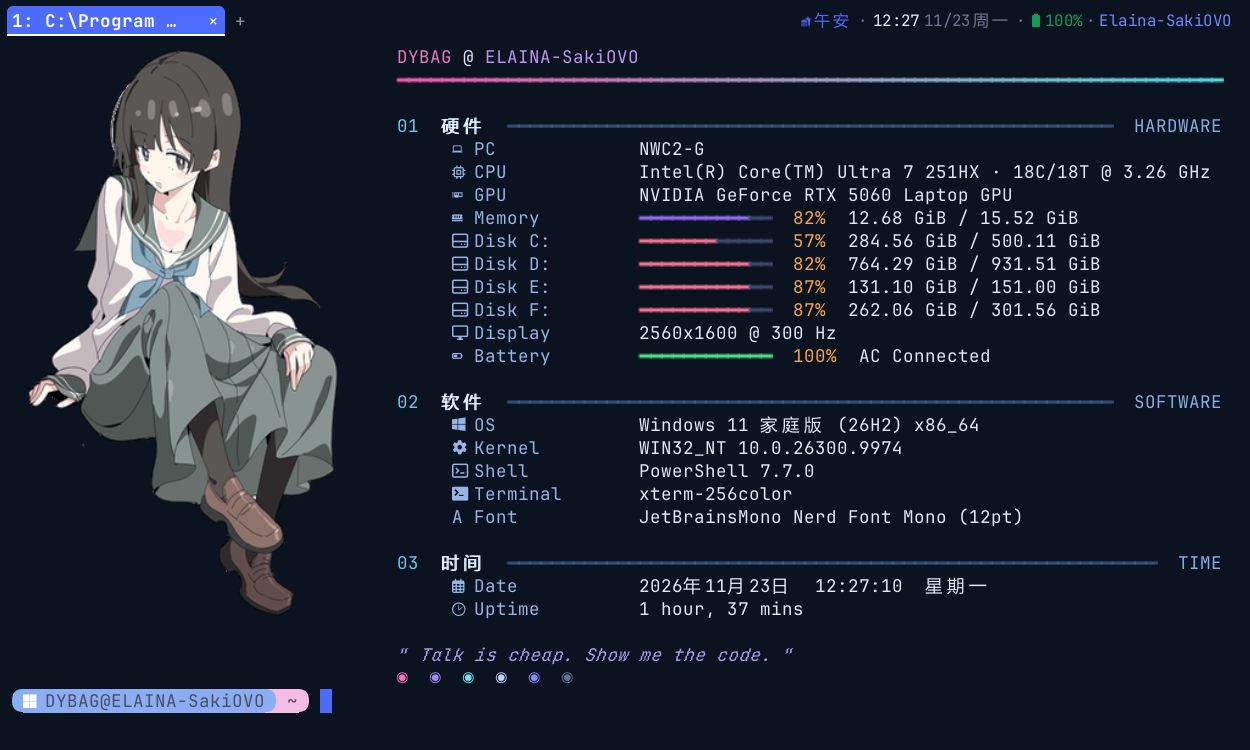 1: C:\Program … × +
午安 · 12:27 11/23周一 · 100% · Elaina-SakiOVO
DYBAG @ ELAINA-SakiOVO
01 硬件 HARDWARE
PC NWC2-G
CPU Intel(R) Core(TM) Ultra 7 251HX · 18C/18T @ 3.26 GHz
GPU NVIDIA GeForce RTX 5060 Laptop GPU
Memory 82% 12.68 GiB / 15.52 GiB
Disk C: 57% 284.56 GiB / 500.11 GiB
Disk D: 82% 764.29 GiB / 931.51 GiB
Disk E: 87% 131.10 GiB / 151.00 GiB
Disk F: 87% 262.06 GiB / 301.56 GiB
Display 2560x1600 @ 300 Hz
Battery 100% AC Connected
02 软件 SOFTWARE
OS Windows 11 家庭版 (26H2) x86_64
Kernel WIN32_NT 10.0.26300.9974
Shell PowerShell 7.7.0
Terminal xterm-256color
A Font JetBrainsMono Nerd Font Mono (12pt)
03 时间 TIME
Date 2026年11月23日 12:27:10 星期一
Uptime 1 hour, 37 mins
“ Talk is cheap. Show me the code. “
DYBAG@ELAINA-SakiOVO ~